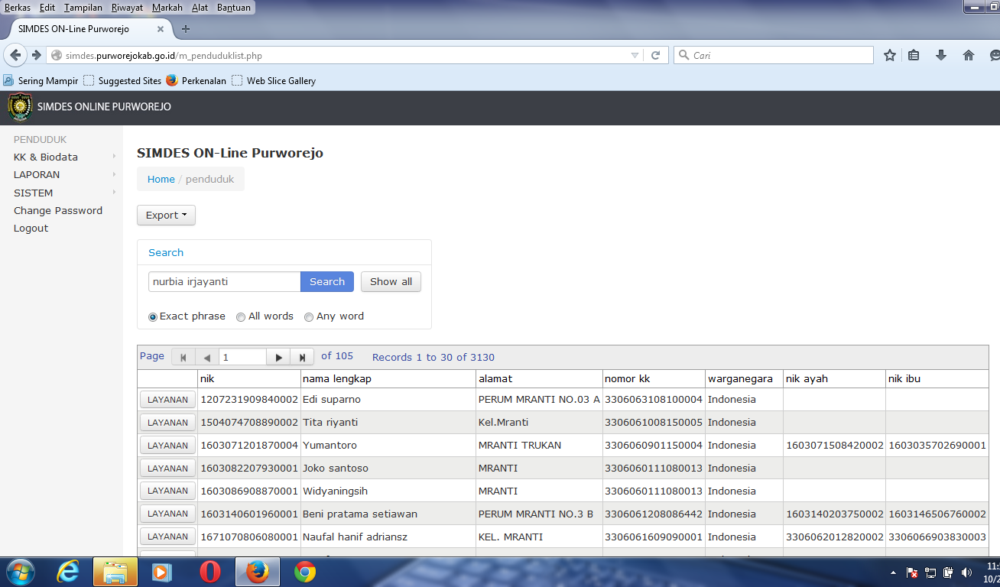 Berkas Edit Tampilan Riwayat Markah Alat Bantuan
SIMDES ON-Line Purworejo
simdes.purworejokab.go.id/m_penduduklist.php
Cari
Sering Mampir Suggested Sites Perkenalan Web Slice Gallery
SIMDES ONLINE PURWOREJO
PENDUDUK
KK & Biodata
LAPORAN
SISTEM
Change Password
Logout
SIMDES ON-Line Purworejo
Home / penduduk
Export
Search
nurbia irjayanti Search Show all
Exact phrase All words Any word
Page 1 of 105 Records 1 to 30 of 3130
nik nama lengkap alamat nomor kk warganegara nik ayah nik ibu
LAYANAN 1207231909840002 Edi suparno PERUM MRANTI NO.03 A 3306063108100004 Indonesia
LAYANAN 1504074708890002 Tita riyanti Kel.Mranti 3306061008150005 Indonesia
LAYANAN 1603071201870004 Yumantoro MRANTI TRUKAN 3306060901150004 Indonesia 1603071508420002 1603035702690001
LAYANAN 1603082207930001 Joko santoso MRANTI 3306060111080013 Indonesia
LAYANAN 1603086908870001 Widyaningsih MRANTI 3306060111080013 Indonesia
LAYANAN 1603140601960001 Beni pratama setiawan PERUM MRANTI NO.3 B 3306061208086442 Indonesia 1603140203750002 1603146506760002
LAYANAN 1671070806080001 Naufal hanif adriansz KEL. MRANTI 3306061609090001 Indonesia 3306062012820002 3306066903830003